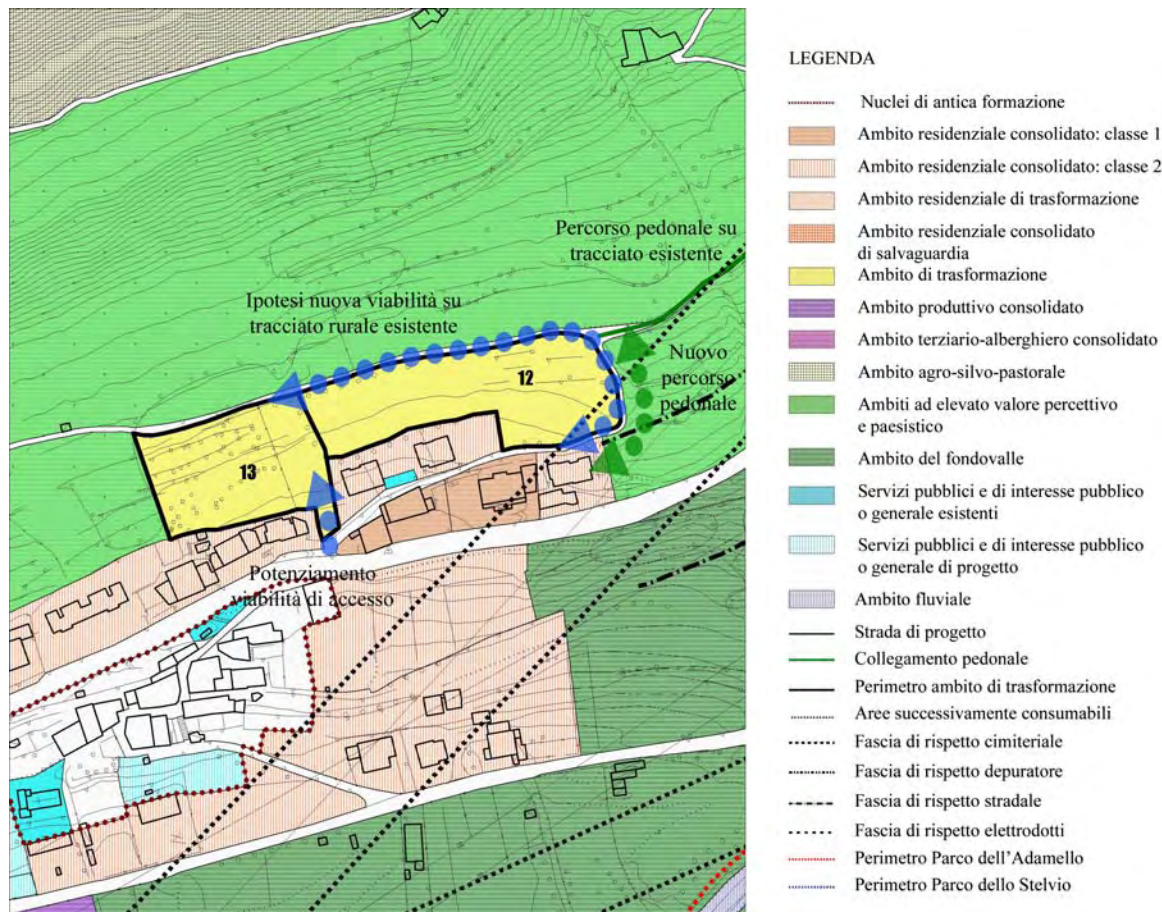 Percorso pedonale su
tracciato esistente
Ipotesi nuova viabilità su
tracciato rurale esistente
Nuovo
percorso
pedonale
12
13
Potenziamento
viabilità di accesso
LEGENDA
Nuclei di antica formazione
Ambito residenziale consolidato: classe 1
Ambito residenziale consolidato: classe 2
Ambito residenziale di trasformazione
Ambito residenziale consolidato
di salvaguardia
Ambito di trasformazione
Ambito produttivo consolidato
Ambito terziario-alberghiero consolidato
Ambito agro-silvo-pastorale
Ambiti ad elevato valore percettivo
e paesistico
Ambito del fondovalle
Servizi pubblici e di interesse pubblico
o generale esistenti
Servizi pubblici e di interesse pubblico
o generale di progetto
Ambito fluviale
Strada di progetto
Collegamento pedonale
Perimetro ambito di trasformazione
Aree successivamente consumabili
Fascia di rispetto cimiteriale
Fascia di rispetto depuratore
Fascia di rispetto stradale
Fascia di rispetto elettrodotti
Perimetro Parco dell'Adamello
Perimetro Parco dello Stelvio